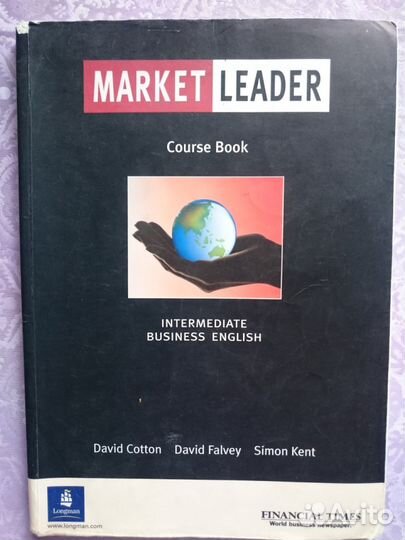 MARKET LEADER
Course Book
INTERMEDIATE
BUSINESS ENGLISH
David Cotton David Falvey Simon Kent
Longman
www.longman.com
FINANCIAL TIMES
World business newspaper.
Avito